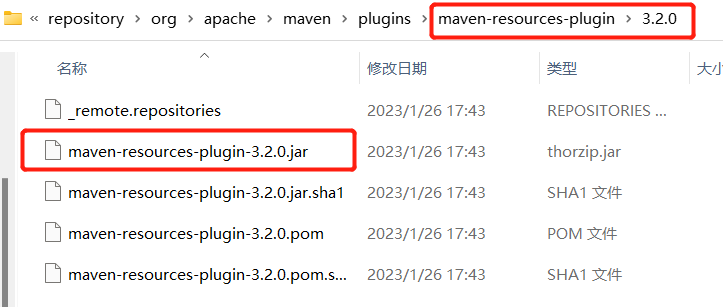 « repository › org › apache › maven › plugins › maven-resources-plugin › 3.2.0
名称 修改日期 类型 大小
_remote.repositories 2023/1/26 17:43 REPOSITORIES ...
maven-resources-plugin-3.2.0.jar 2023/1/26 17:43 thorzip.jar
maven-resources-plugin-3.2.0.jar.sha1 2023/1/26 17:43 SHA1 文件
maven-resources-plugin-3.2.0.pom 2023/1/26 17:43 POM 文件
maven-resources-plugin-3.2.0.pom.s... 2023/1/26 17:43 SHA1 文件